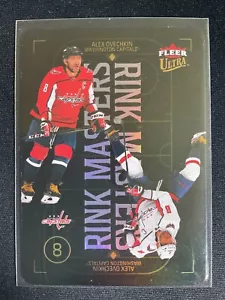 ALEX OVECHKIN
WASHINGTON CAPITALS
FLEER
ULTRA
RINK MASTERS
RINK MASTERS
8
ALEX OVECHKIN
WASHINGTON CAPITALS